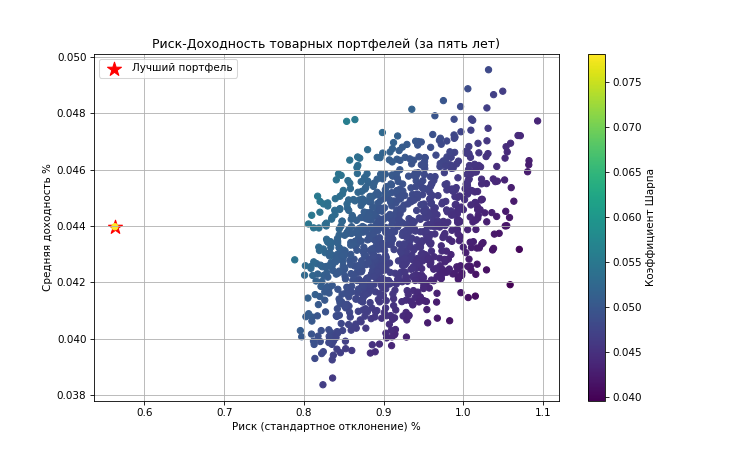 Риск-Доходность товарных портфелей (за пять лет)
Лучший портфель
0.050
0.048
0.046
0.044
0.042
0.040
0.038
Средняя доходность %
0.6 0.7 0.8 0.9 1.0 1.1
Риск (стандартное отклонение) %
0.075
0.070
0.065
0.060
0.055
0.050
0.045
0.040
Коэффициент Шарпа